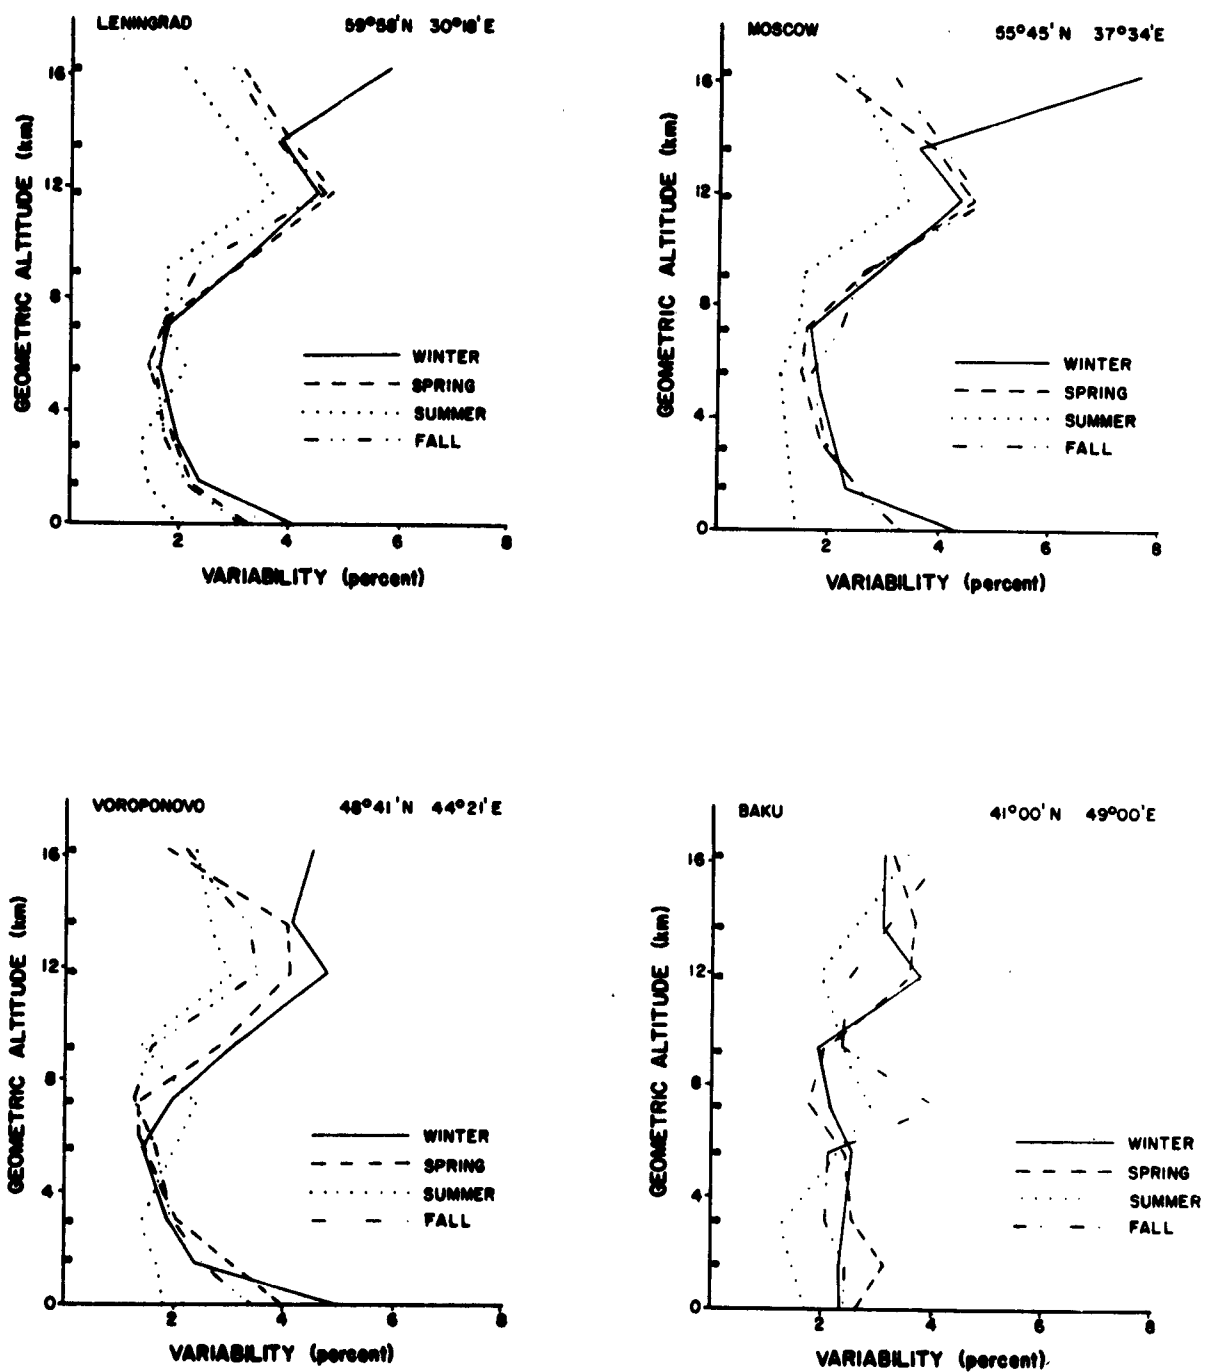 LENINGRAD 59°58'N 30°18'E
16
12
8
4
0
2 4 6 8
GEOMETRIC ALTITUDE (km)
WINTER
SPRING
SUMMER
FALL
VARIABILITY (percent)
MOSCOW 55°45'N 37°34'E
16
12
8
4
0
2 4 6 8
GEOMETRIC ALTITUDE (km)
WINTER
SPRING
SUMMER
FALL
VARIABILITY (percent)
VOROPONOVO 48°41'N 44°21'E
16
12
8
4
0
2 4 6 8
GEOMETRIC ALTITUDE (km)
WINTER
SPRING
SUMMER
FALL
VARIABILITY (percent)
BAKU 41°00'N 49°00'E
16
12
8
4
0
2 4 6 8
GEOMETRIC ALTITUDE (km)
WINTER
SPRING
SUMMER
FALL
VARIABILITY (percent)